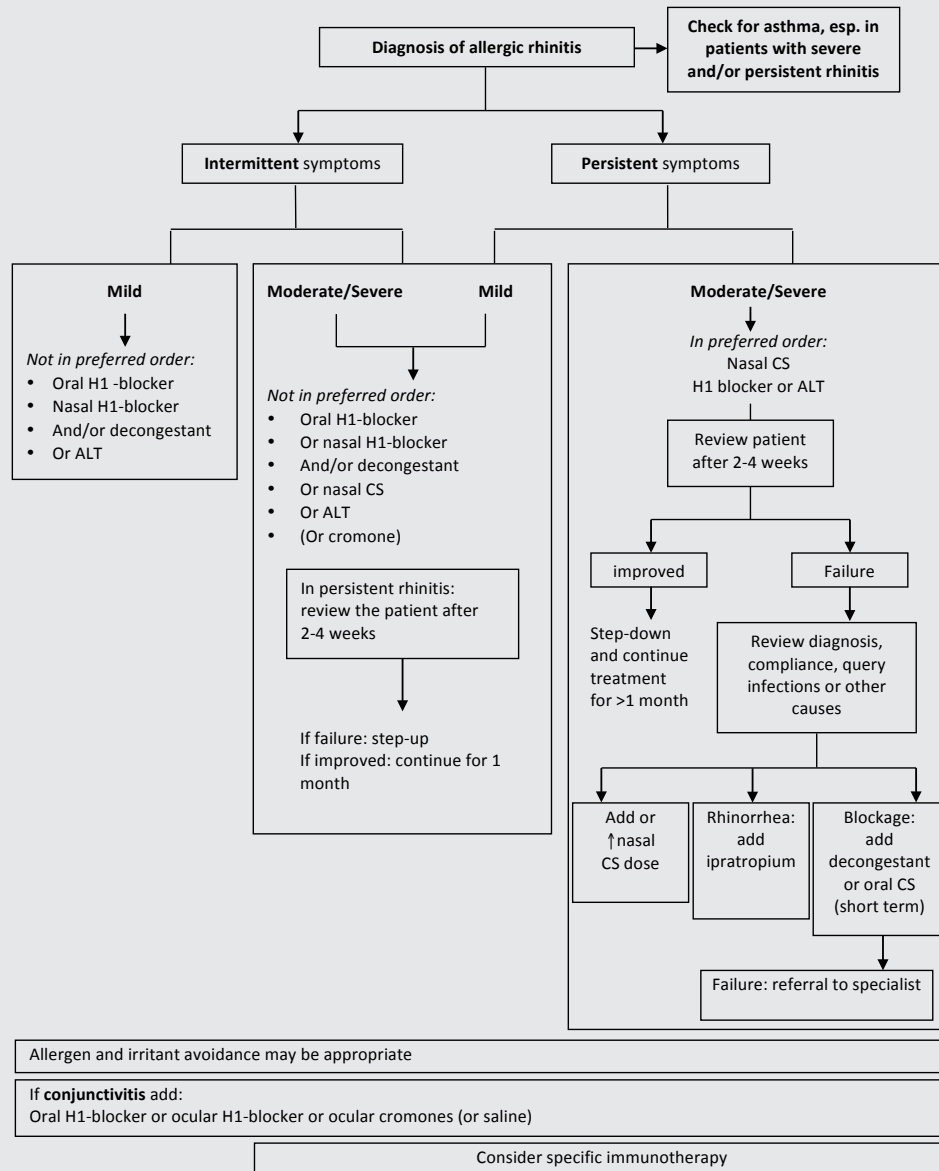 Diagnosis of allergic rhinitis
Check for asthma, esp. in
patients with severe
and/or persistent rhinitis
Intermittent symptoms
Persistent symptoms
Mild
Not in preferred order:
• Oral H1 -blocker
• Nasal H1-blocker
• And/or decongestant
• Or ALT
Moderate/Severe
Mild
Not in preferred order:
• Oral H1-blocker
• Or nasal H1-blocker
• And/or decongestant
• Or nasal CS
• Or ALT
• (Or cromone)
In persistent rhinitis:
review the patient after
2-4 weeks
If failure: step-up
If improved: continue for 1
month
Moderate/Severe
In preferred order:
Nasal CS
H1 blocker or ALT
Review patient
after 2-4 weeks
improved
Failure
Step-down
and continue
treatment
for >1 month
Review diagnosis,
compliance, query
infections or other
causes
Add or
↑nasal
CS dose
Rhinorrhea:
add
ipratropium
Blockage:
add
decongestant
or oral CS
(short term)
Failure: referral to specialist
Allergen and irritant avoidance may be appropriate
If conjunctivitis add:
Oral H1-blocker or ocular H1-blocker or ocular cromones (or saline)
Consider specific immunotherapy